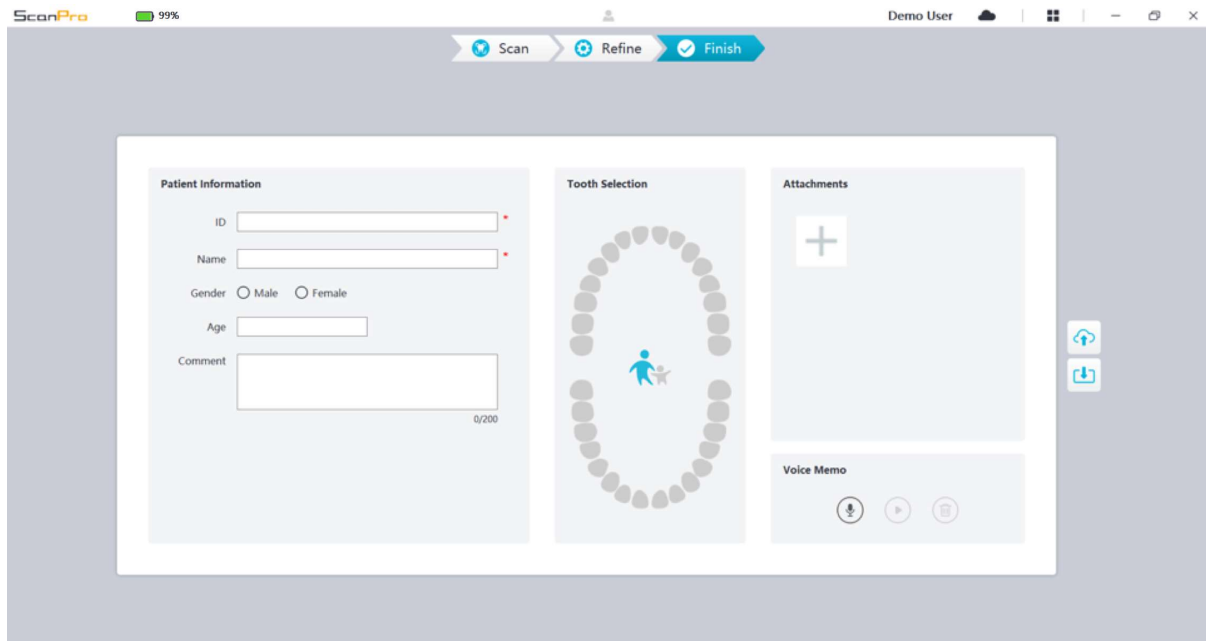 ScanPro 99% Demo User
Scan Refine Finish
Patient Information
ID *
Name *
Gender Male Female
Age
Comment
0/200
Tooth Selection
Attachments
Voice Memo